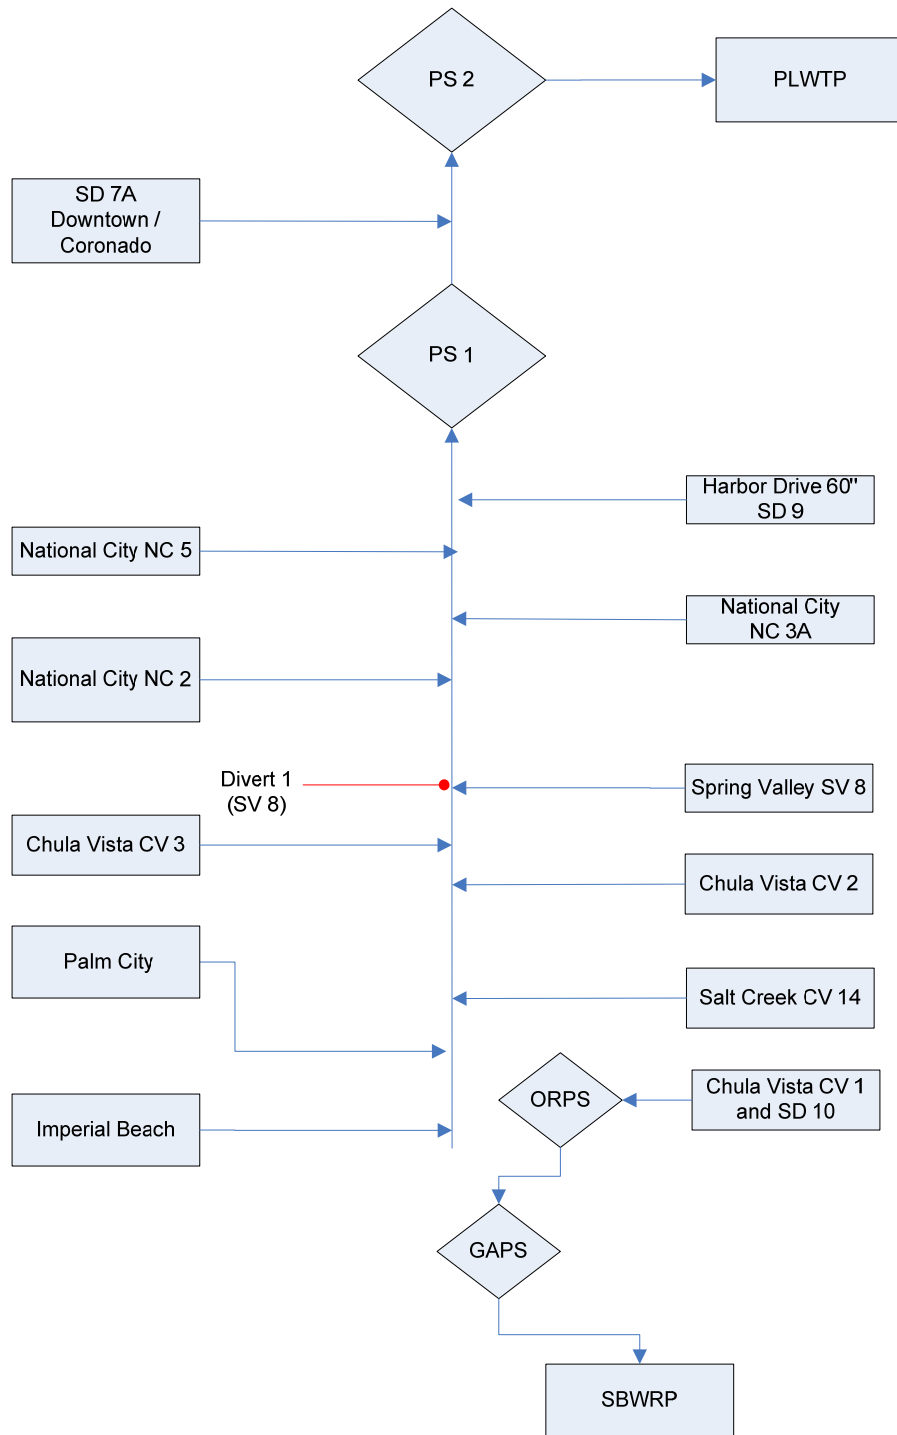 PS 2
PLWTP
SD 7A
Downtown /
Coronado
PS 1
Harbor Drive 60"
SD 9
National City NC 5
National City
NC 3A
National City NC 2
Divert 1
(SV 8)
Spring Valley SV 8
Chula Vista CV 3
Chula Vista CV 2
Palm City
Salt Creek CV 14
ORPS
Chula Vista CV 1
and SD 10
Imperial Beach
GAPS
SBWRP